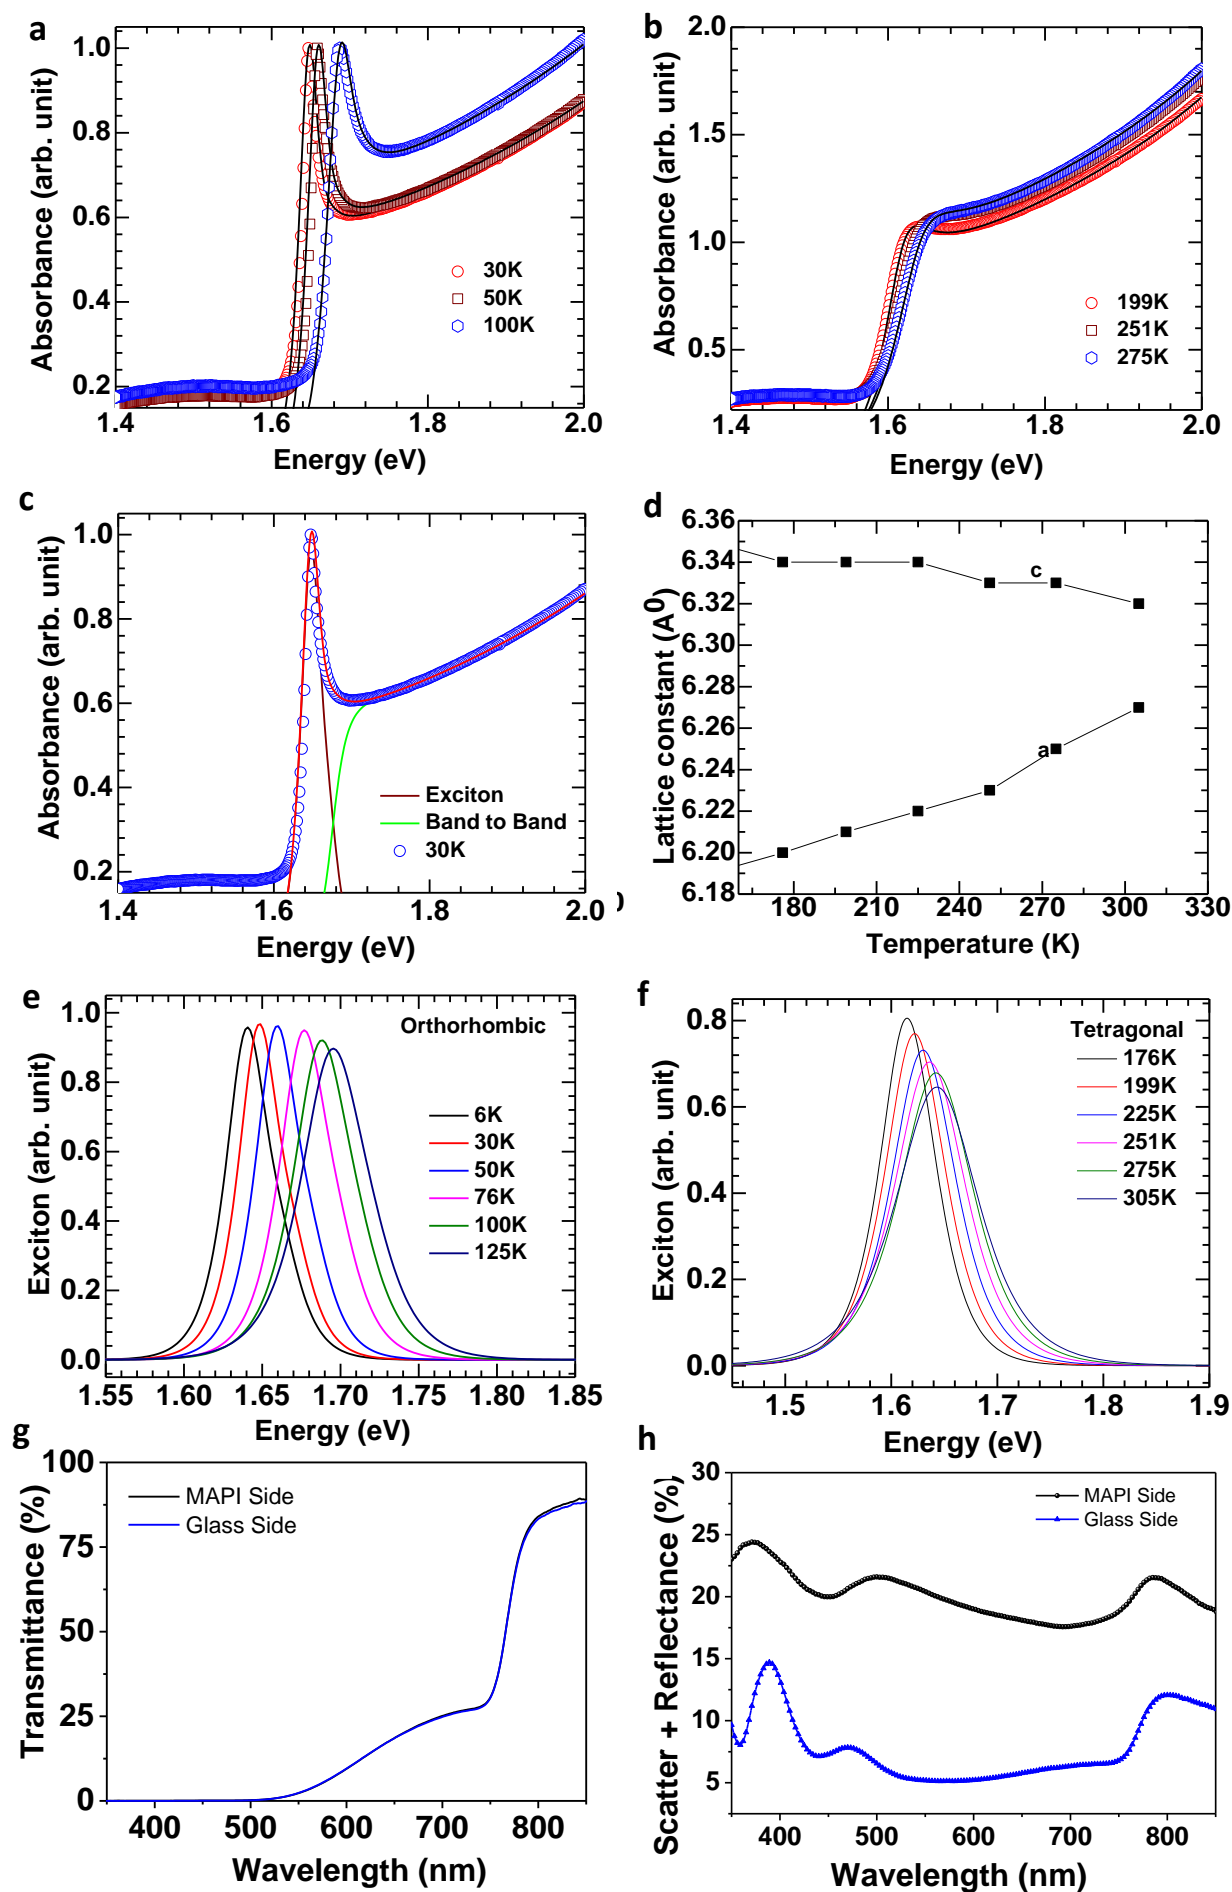 a
1.0
0.8
0.6
0.4
0.2
1.4
1.6
1.8
2.0
Absorbance (arb. unit)
Energy (eV)
30K
50K
100K
b
2.0
1.5
1.0
0.5
1.4
1.6
1.8
2.0
Absorbance (arb. unit)
Energy (eV)
199K
251K
275K
c
1.0
0.8
0.6
0.4
0.2
1.4
1.6
1.8
2.0
Absorbance (arb. unit)
Energy (eV)
Exciton
Band to Band
30K
d
6.36
6.34
6.32
6.30
6.28
6.26
6.24
6.22
6.20
6.18
180
210
240
270
300
330
Lattice constant (A0)
Temperature (K)
c
a
e
1.0
0.8
0.6
0.4
0.2
0.0
1.55
1.60
1.65
1.70
1.75
1.80
1.85
Exciton (arb. unit)
Energy (eV)
Orthorhombic
6K
30K
50K
76K
100K
125K
f
0.8
0.6
0.4
0.2
0.0
1.5
1.6
1.7
1.8
1.9
Exciton (arb. unit)
Energy (eV)
Tetragonal
176K
199K
225K
251K
275K
305K
g
100
75
50
25
0
400
500
600
700
800
Transmittance (%)
Wavelength (nm)
MAPI Side
Glass Side
h
30
25
20
15
10
5
400
500
600
700
800
Scatter + Reflectance (%)
Wavelength (nm)
MAPI Side
Glass Side